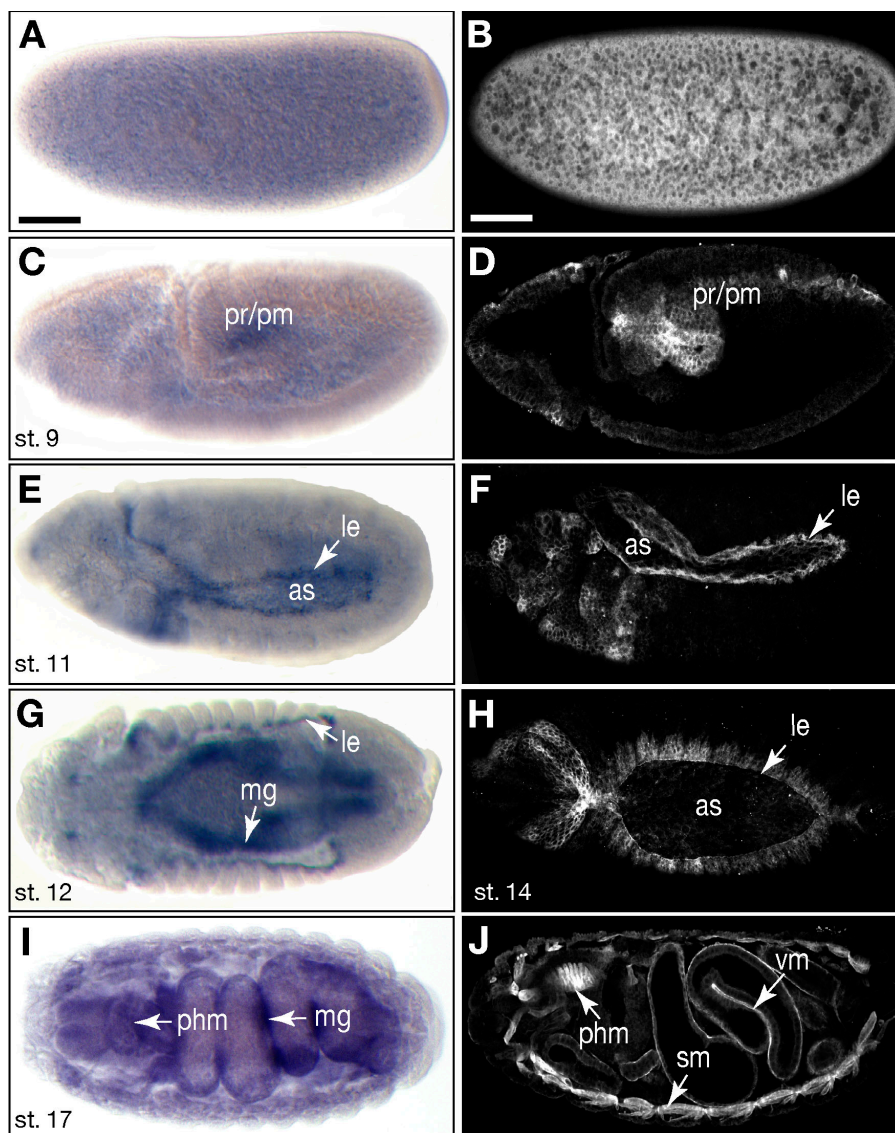 A
B
C
pr/pm
st. 9
D
pr/pm
E
le
as
st. 11
F
le
as
G
le
mg
st. 12
H
le
as
st. 14
I
phm
mg
st. 17
J
vm
phm
sm